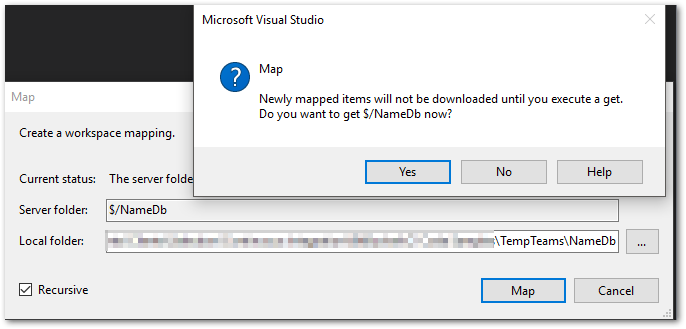 Microsoft Visual Studio
Map
Newly mapped items will not be downloaded until you execute a get.
Do you want to get $/NameDb now?
Yes No Help
Map
Create a workspace mapping.
Current status: The server folde
Server folder: $/NameDb
Local folder: \TempTeams\NameDb ...
Recursive Map Cancel